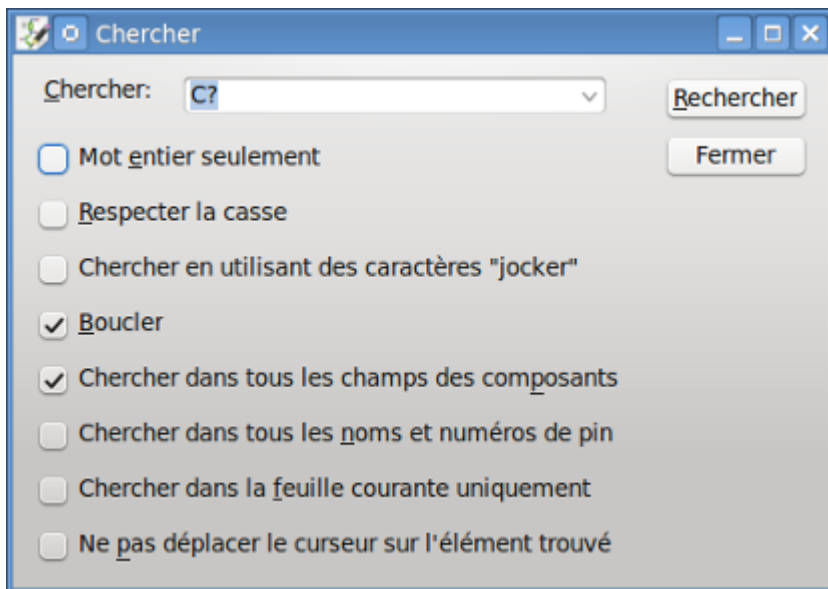 Chercher
Chercher: C? Rechercher
Mot entier seulement Fermer
Respecter la casse
Chercher en utilisant des caractères "jocker"
Boucler
Chercher dans tous les champs des composants
Chercher dans tous les noms et numéros de pin
Chercher dans la feuille courante uniquement
Ne pas déplacer le curseur sur l'élément trouvé